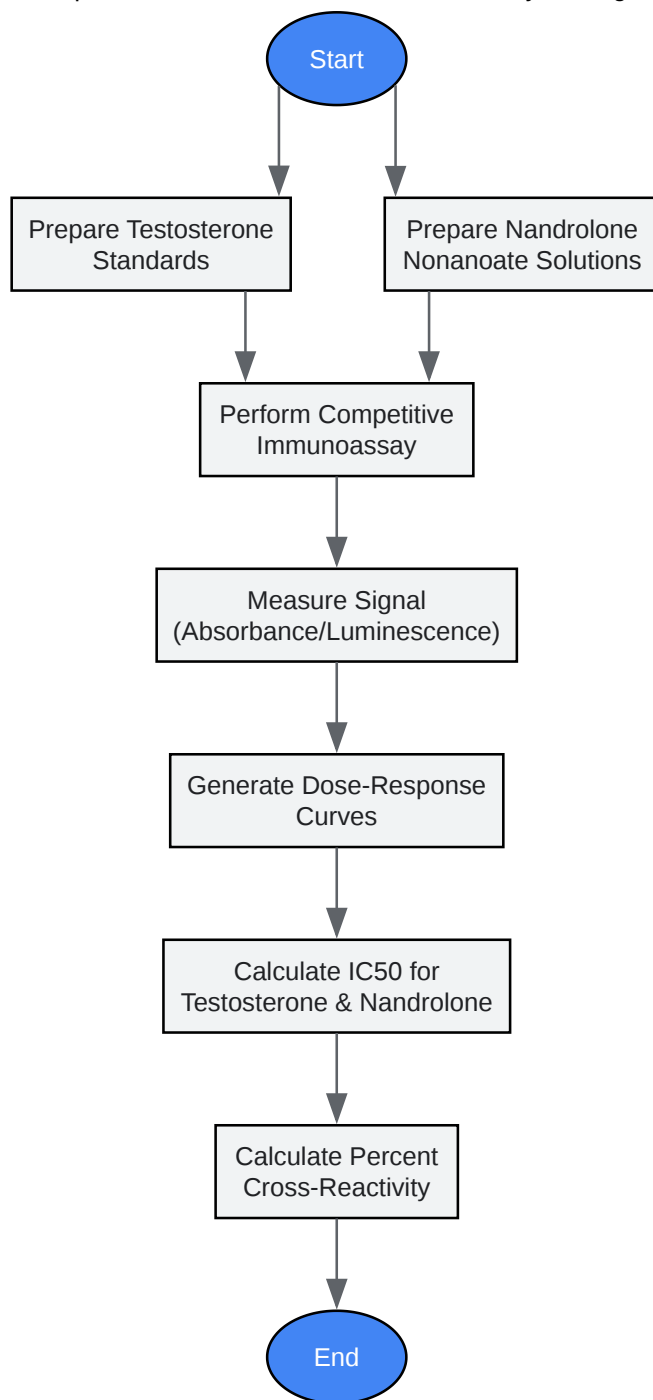 Start
Prepare Testosterone
Standards
Prepare Nandrolone
Nonanoate Solutions
Perform Competitive
Immunoassay
Measure Signal
(Absorbance/Luminescence)
Generate Dose-Response
Curves
Calculate IC50 for
Testosterone & Nandrolone
Calculate Percent
Cross-Reactivity
End